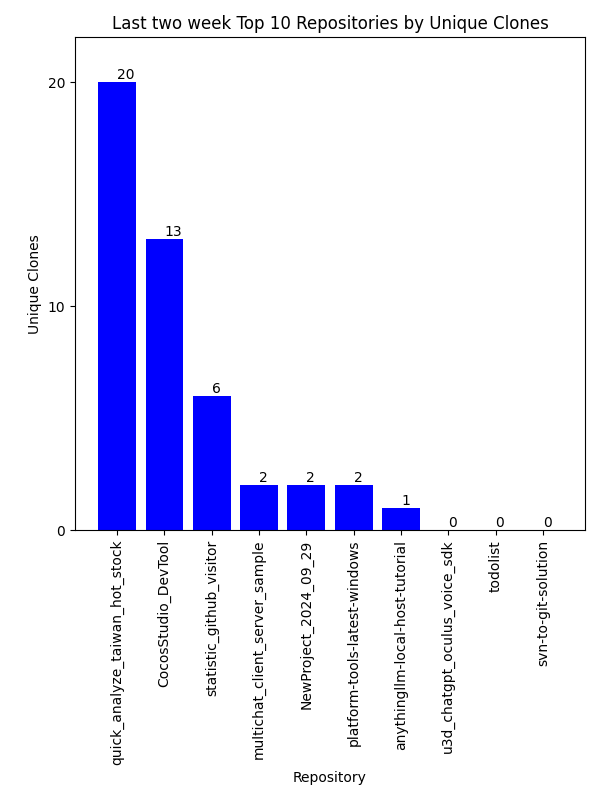 Last two week Top 10 Repositories by Unique Clones
Unique Clones
20
10
0
20
13
6
2
2
2
1
0
0
0
quick_analyze_taiwan_hot_stock
CocosStudio_DevTool
statistic_github_visitor
multichat_client_server_sample
NewProject_2024_09_29
platform-tools-latest-windows
anythingllm-local-host-tutorial
u3d_chatgpt_oculus_voice_sdk
todolist
svn-to-git-solution
Repository